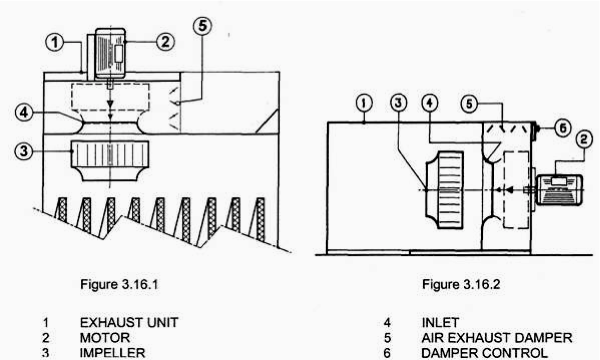 1
2
5
4
3
1
3
4
5
6
2
Figure 3.16.1
Figure 3.16.2
1 EXHAUST UNIT
2 MOTOR
3 IMPELLER
4 INLET
5 AIR EXHAUST DAMPER
6 DAMPER CONTROL